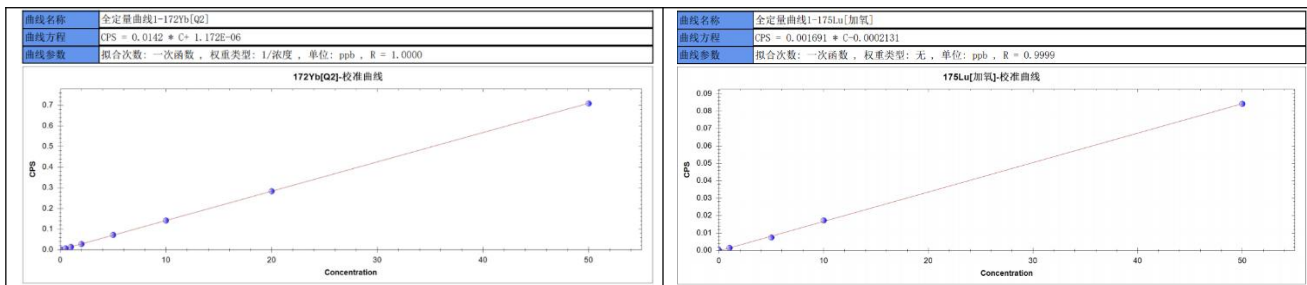 曲线名称 全定量曲线1-172Yb[Q2]
曲线方程 CPS = 0.0142 * C+ 1.172E-06
曲线参数 拟合次数: 一次函数 , 权重类型: 1/浓度 , 单位: ppb , R = 1.0000
172Yb[Q2]-校准曲线
CPS
0.7
0.6
0.5
0.4
0.3
0.2
0.1
0.0
0 10 20 30 40 50
Concentration
曲线名称 全定量曲线1-175Lu[加氧]
曲线方程 CPS = 0.001691 * C-0.0002131
曲线参数 拟合次数: 一次函数 , 权重类型: 无 , 单位: ppb , R = 0.9999
175Lu[加氧]-校准曲线
CPS
0.09
0.08
0.07
0.06
0.05
0.04
0.03
0.02
0.01
0.00
0 10 20 30 40 50
Concentration